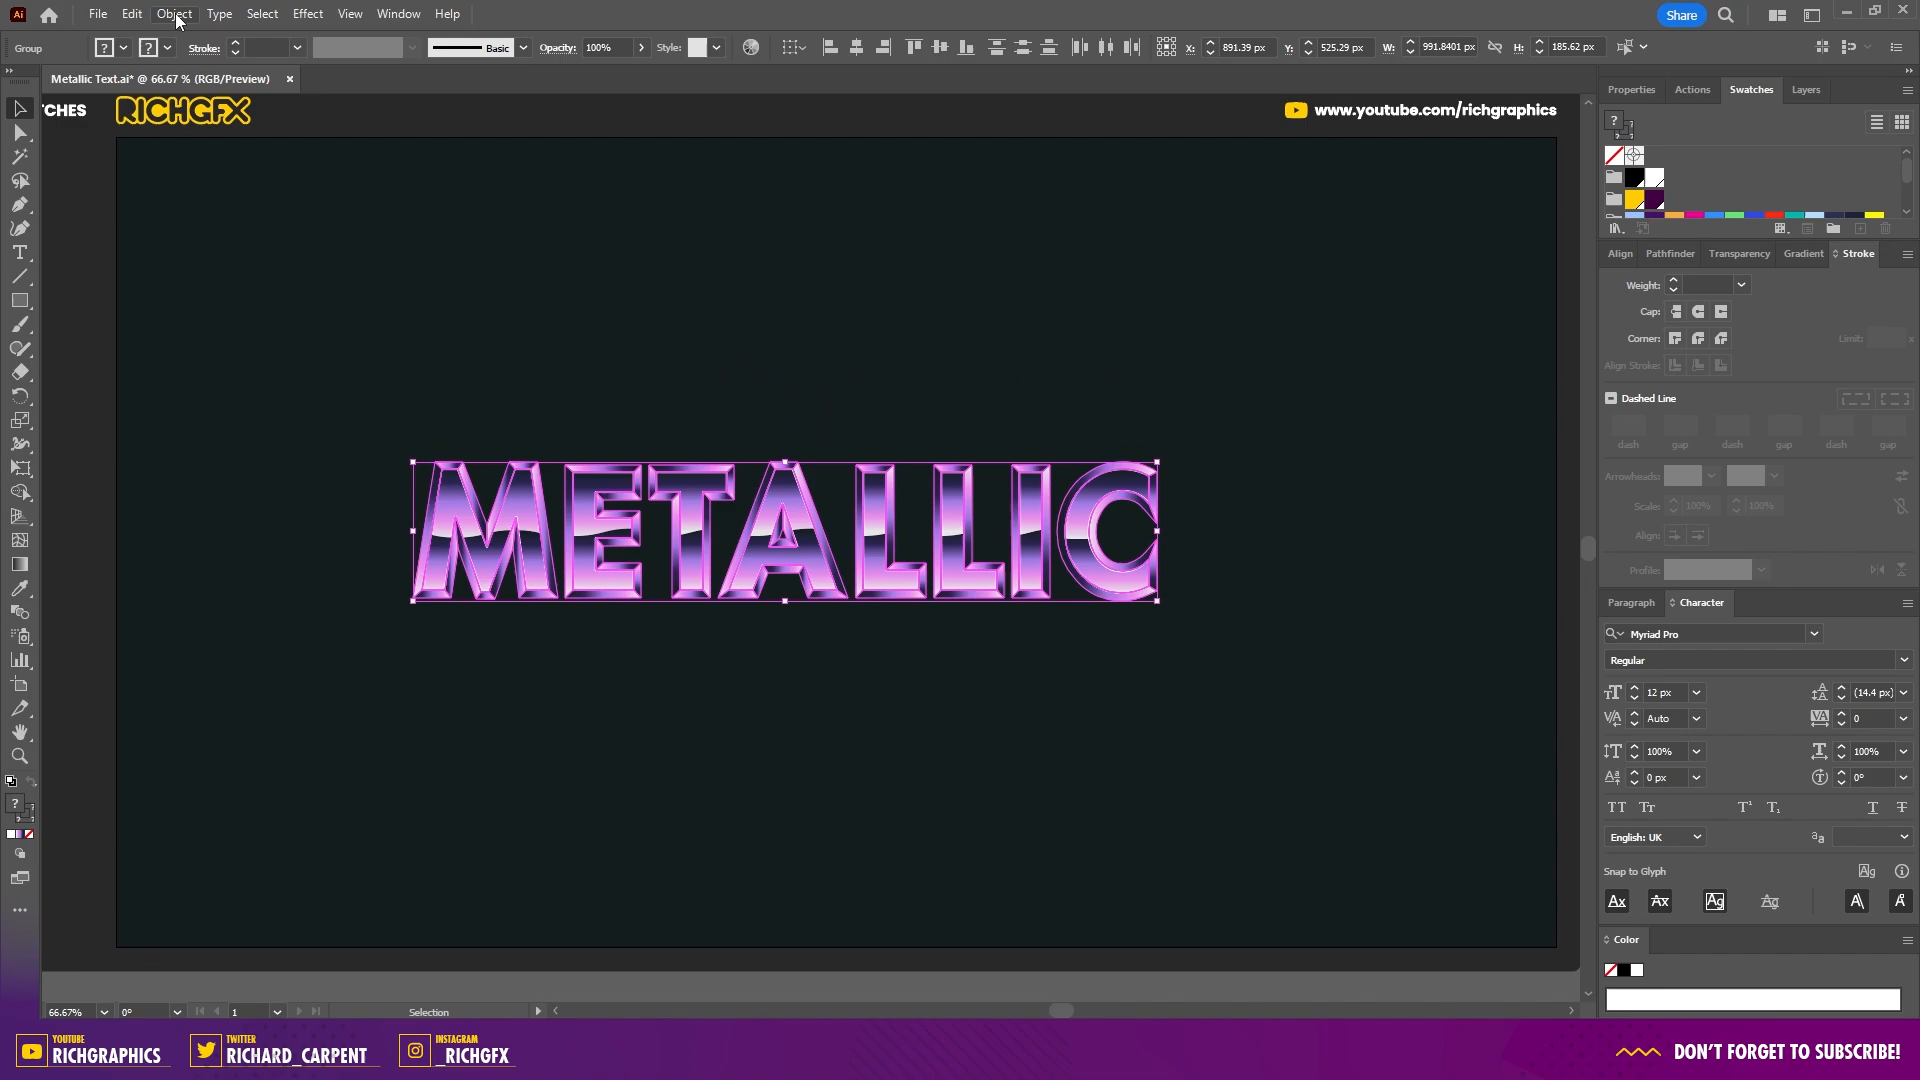 Ai File Edit Object Type Select Effect View Window Help Share
Group Stroke: Basic Opacity: 100% Style: X: 891.39 px Y: 525.29 px W: 991.8401 px H: 185.62 px
Metallic Text.ai* @ 66.67 % (RGB/Preview)
TCHES RICHGFX www.youtube.com/richgraphics
METALLIC
Properties Actions Swatches Layers
Align Pathfinder Transparency Gradient Stroke
Weight:
Cap:
Corner: Limit: x
Align Stroke:
Dashed Line
dash gap dash gap dash gap
Arrowheads:
Scale: 100% 100%
Align:
Profile:
Paragraph Character
Myriad Pro
Regular
12 px (14.4 px)
Auto 0
100% 100%
0 px 0°
English: UK
Snap to Glyph
Color
66.67% 0° 1 Selection
YOUTUBE
RICHGRAPHICS
TWITTER
RICHARD_CARPENT
INSTAGRAM
_RICHGFX
DON'T FORGET TO SUBSCRIBE!